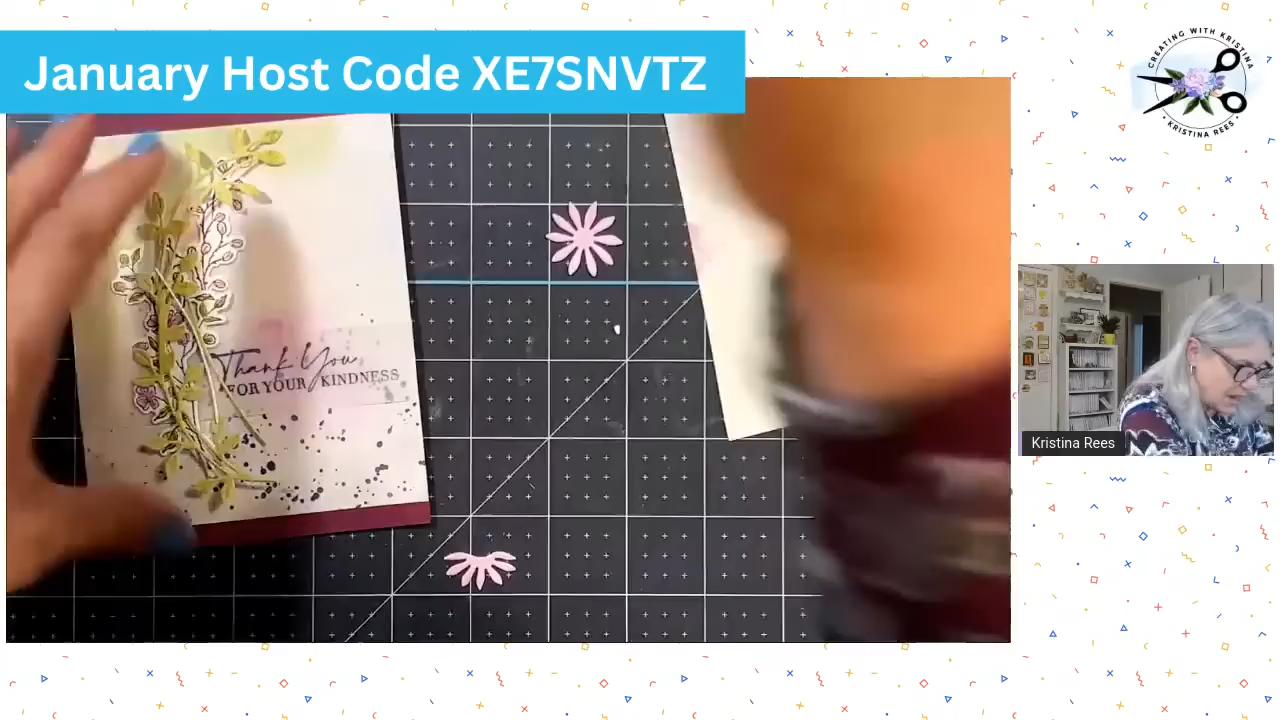 January Host Code XE7SNVTZ
CREATING WITH KRISTINA
• KRISTINA REES •
Thank You
FOR YOUR KINDNESS
Kristina Rees